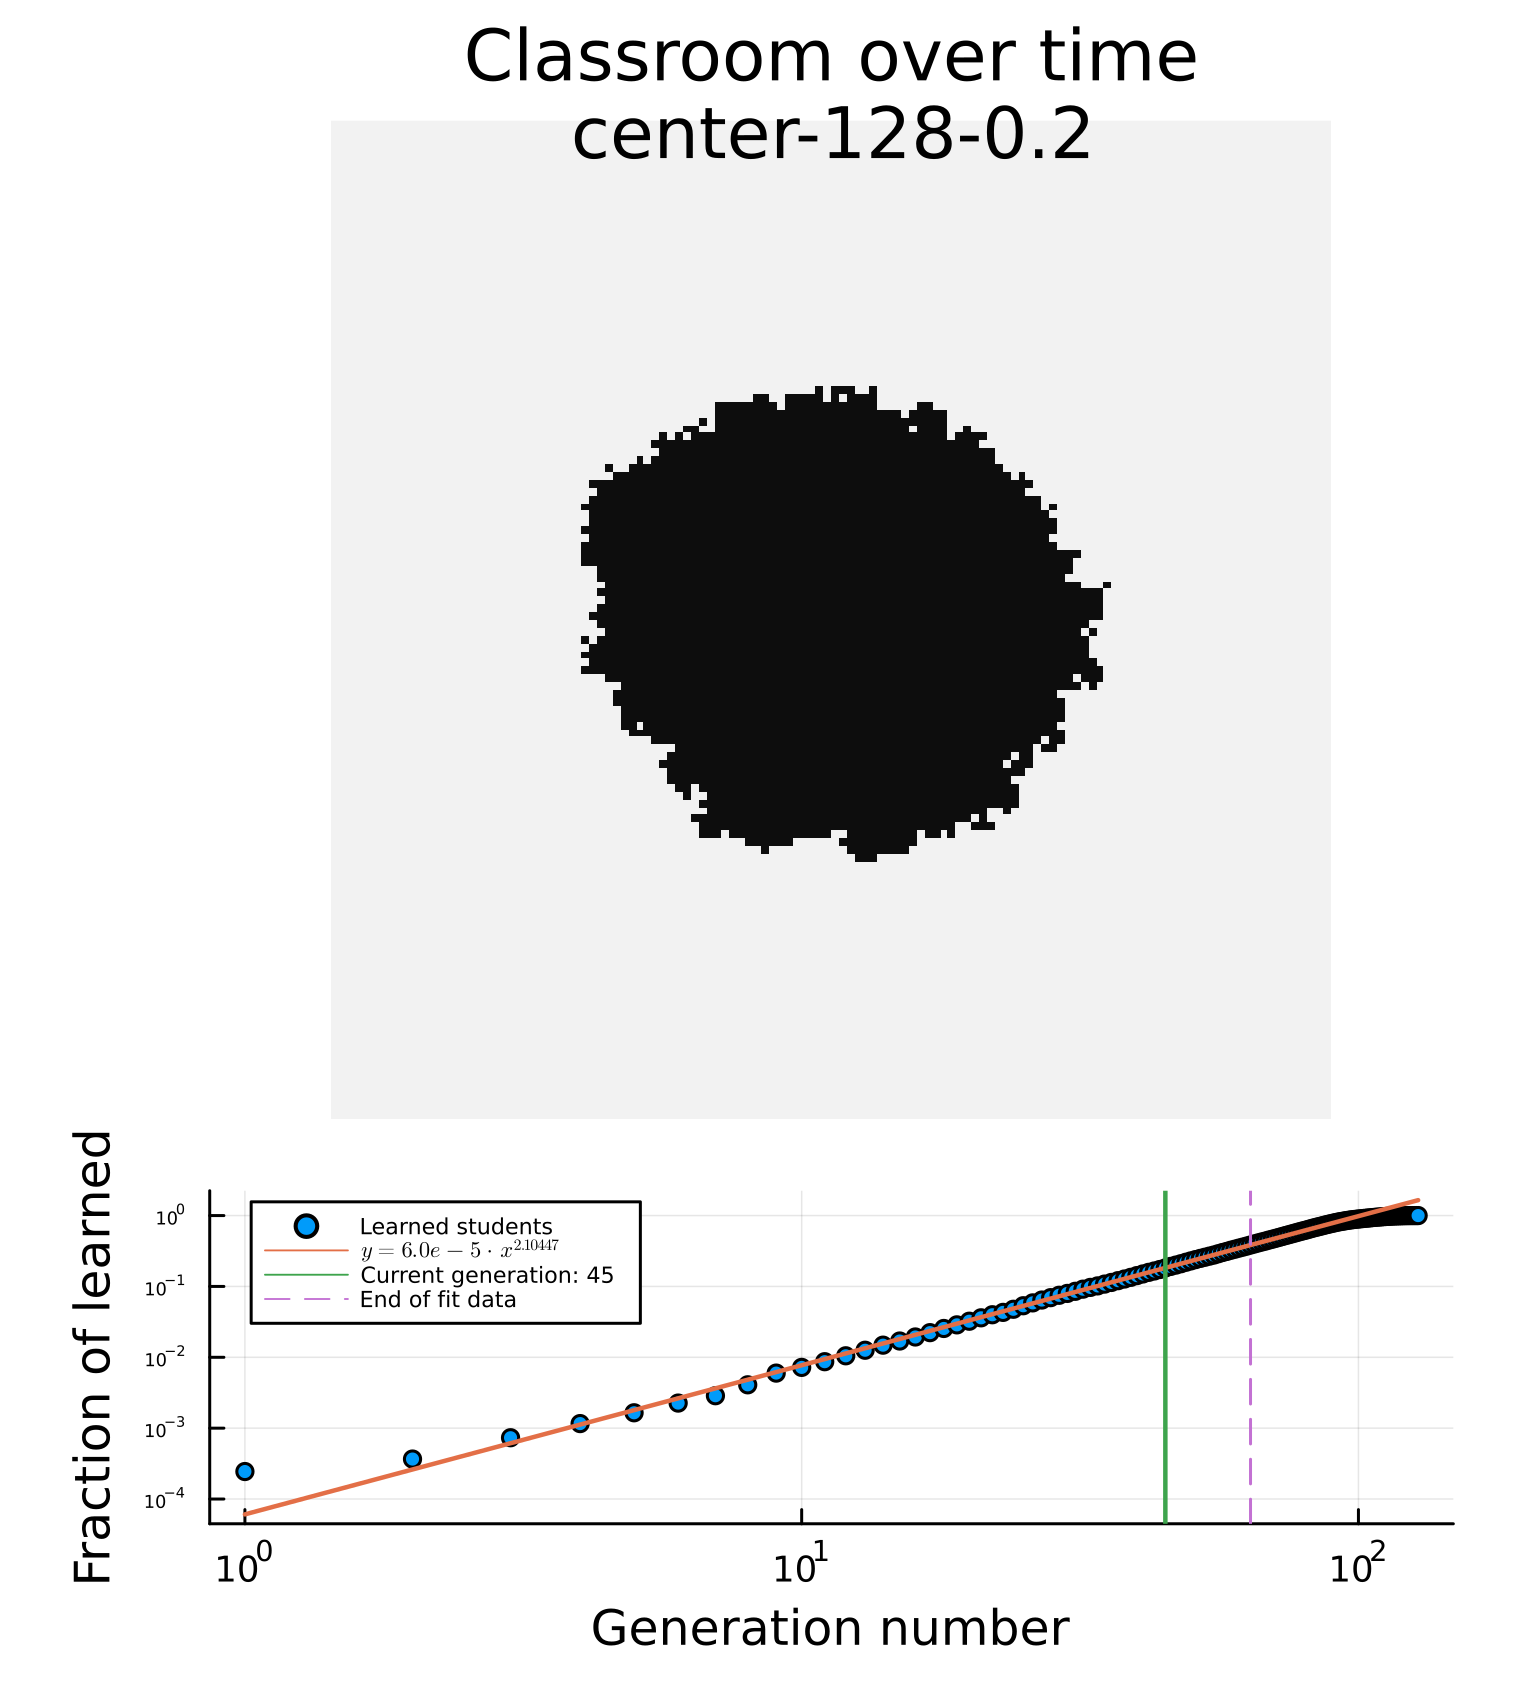 Classroom over time
center-128-0.2
Fraction of learned
10^0
10^−1
10^−2
10^−3
10^−4
Learned students
y = 6.0e − 5 · x^2.10447
Current generation: 45
End of fit data
10^0 10^1 10^2
Generation number